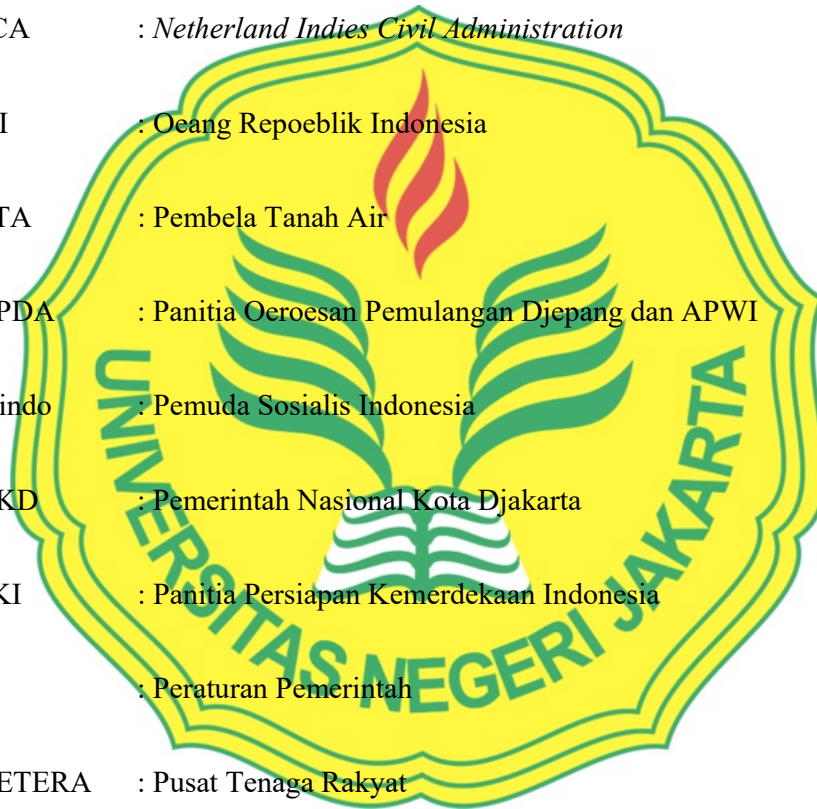 CA : Netherland Indies Civil Administration
I : Oeang Repoeblik Indonesia
TA : Pembela Tanah Air
PDA : Panitia Oeroesan Pemulangan Djepang dan APWI
indo : Pemuda Sosialis Indonesia
KD : Pemerintah Nasional Kota Djakarta
KI : Panitia Persiapan Kemerdekaan Indonesia
: Peraturan Pemerintah
ETERA : Pusat Tenaga Rakyat
UNIVERSITAS NEGERI JAKARTA